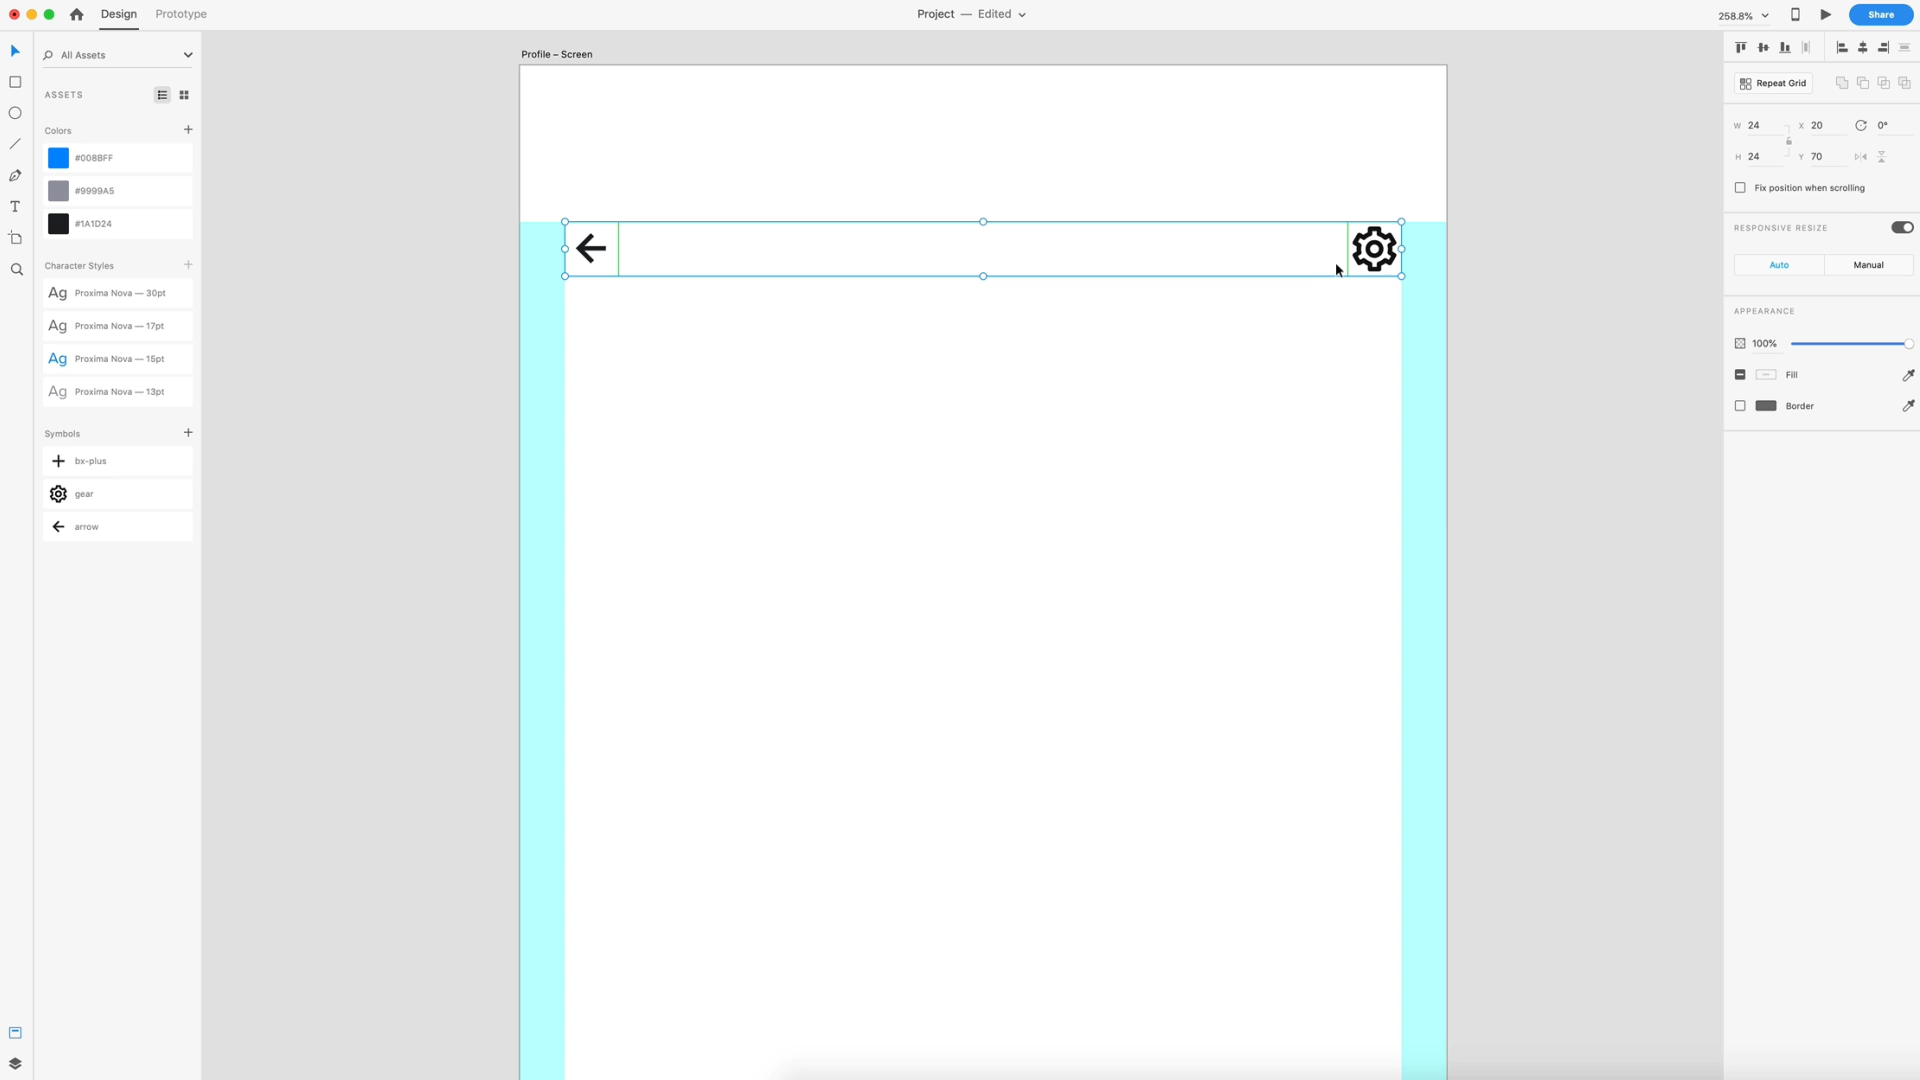 Design Prototype
Project — Edited
258.8%
Share
All Assets
ASSETS
Colors
#008BFF
#9999A5
#1A1D24
Character Styles
Ag Proxima Nova — 30pt
Ag Proxima Nova — 17pt
Ag Proxima Nova — 15pt
Ag Proxima Nova — 13pt
Symbols
bx-plus
gear
arrow
Profile – Screen
Repeat Grid
W 24 X 20 0°
H 24 Y 70
Fix position when scrolling
RESPONSIVE RESIZE
Auto Manual
APPEARANCE
100%
Fill
Border